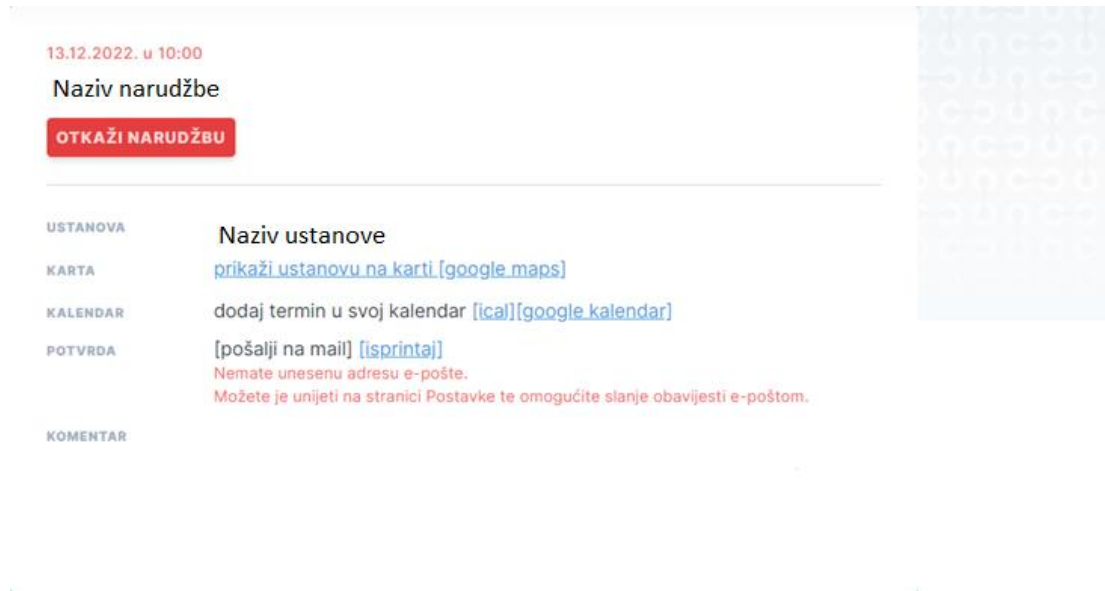 13.12.2022. u 10:00
Naziv narudžbe
OTKAŽI NARUDŽBU
USTANOVA Naziv ustanove
KARTA prikaži ustanovu na karti [google maps]
KALENDAR dodaj termin u svoj kalendar [ical][google kalendar]
POTVRDA [pošalji na mail] [isprintaj]
Nemate unesenu adresu e-pošte.
Možete je unijeti na stranici Postavke te omogućite slanje obavijesti e-poštom.
KOMENTAR